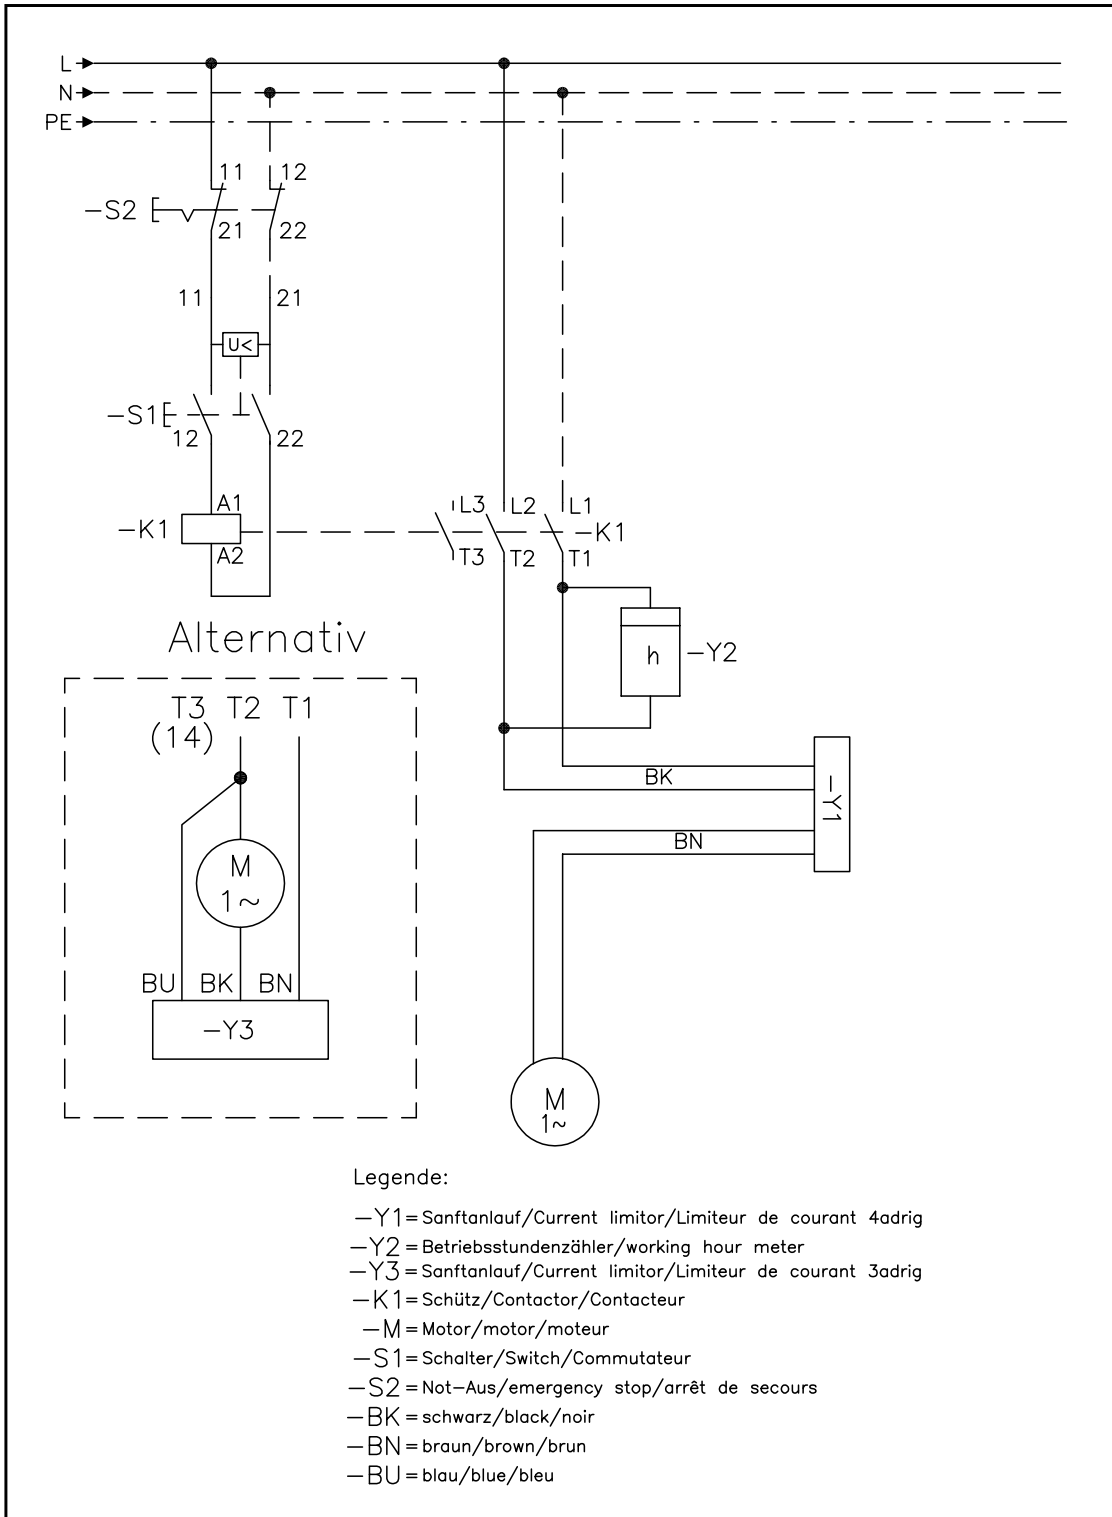 L
N
PE
11 12
-S2
21 22
11 21
U<
-S1
12 22
A1 L3 L2 L1
-K1 -K1
A2 T3 T2 T1
h -Y2
Alternativ
T3 T2 T1
(14)
BK
-Y1
BN
M
1~
BU BK BN
-Y3
M
1~
Legende:
-Y1= Sanftanlauf/Current limitor/Limiteur de courant 4adrig
-Y2= Betriebsstundenzähler/working hour meter
-Y3= Sanftanlauf/Current limitor/Limiteur de courant 3adrig
-K1= Schütz/Contactor/Contacteur
-M= Motor/motor/moteur
-S1= Schalter/Switch/Commutateur
-S2= Not-Aus/emergency stop/arrêt de secours
-BK= schwarz/black/noir
-BN= braun/brown/brun
-BU= blau/blue/bleu